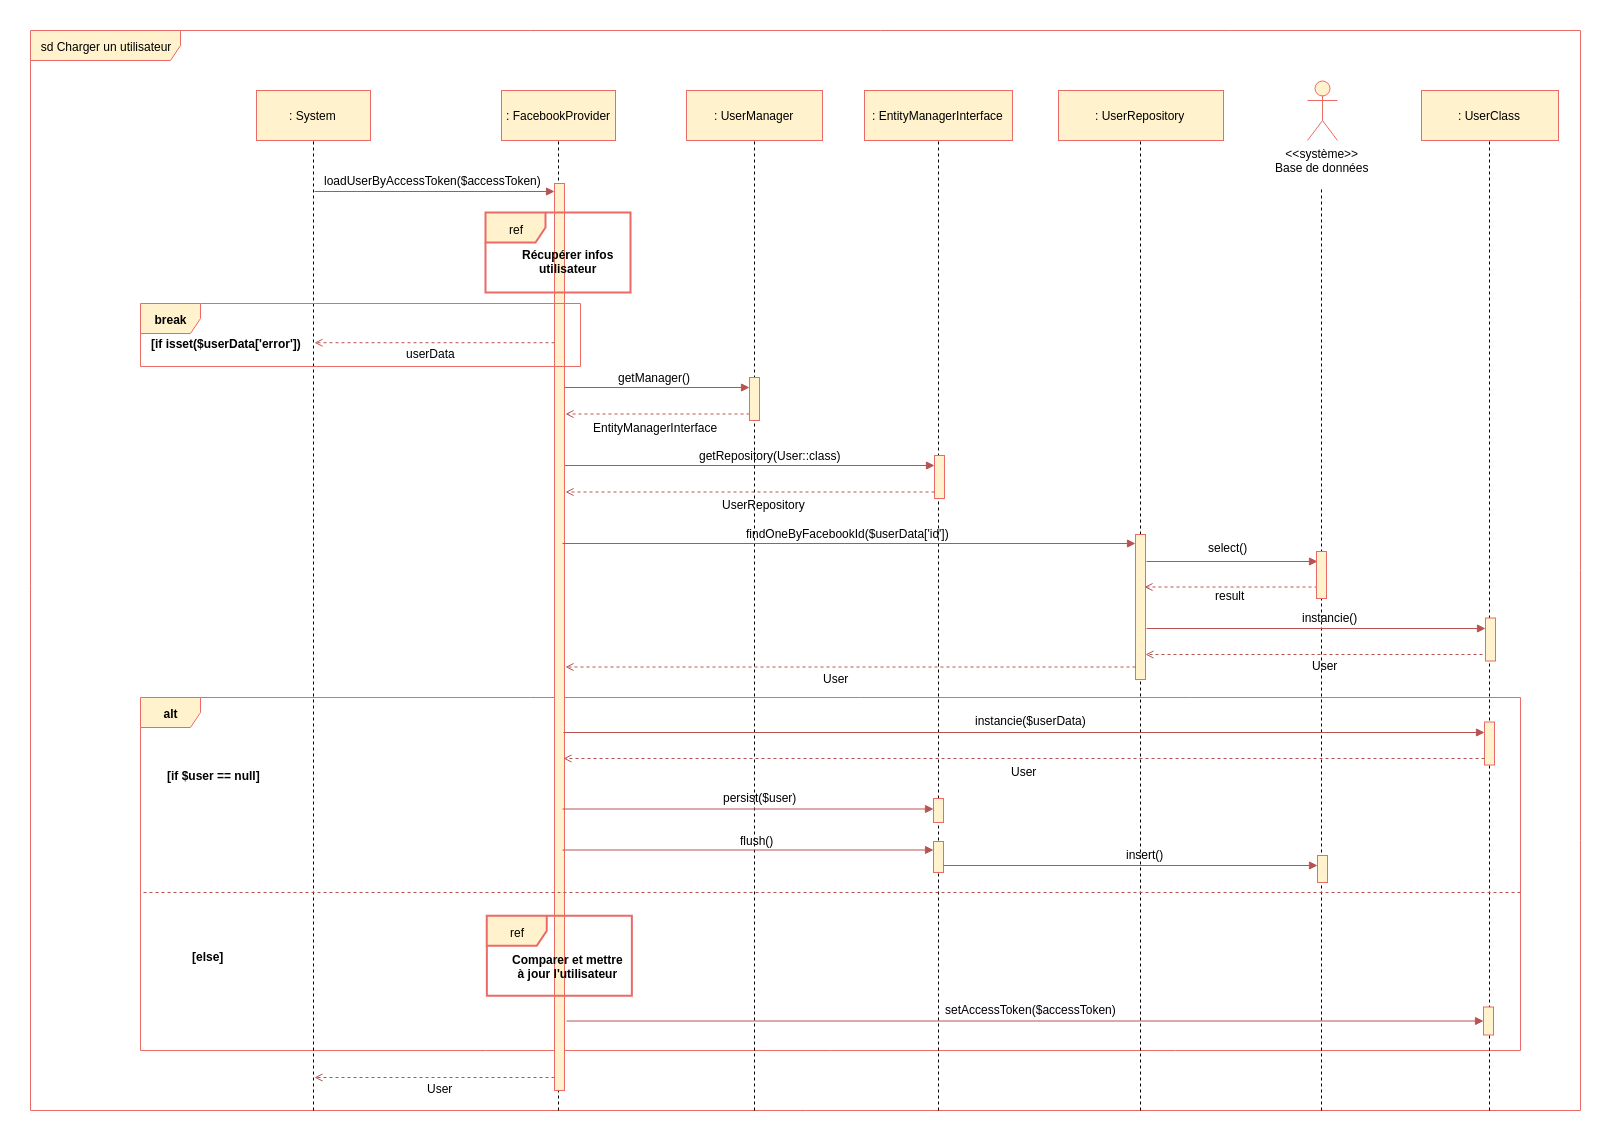 sd Charger un utilisateur
: System
: FacebookProvider
: UserManager
: EntityManagerInterface
: UserRepository
<<système>>
Base de données
: UserClass
loadUserByAccessToken($accessToken)
ref
Récupérer infos
utilisateur
break
[if isset($userData['error'])
userData
getManager()
EntityManagerInterface
getRepository(User::class)
UserRepository
findOneByFacebookId($userData['id'])
select()
result
instancie()
User
User
alt
instancie($userData)
User
[if $user == null]
persist($user)
flush()
insert()
ref
[else]
Comparer et mettre
à jour l'utilisateur
setAccessToken($accessToken)
User